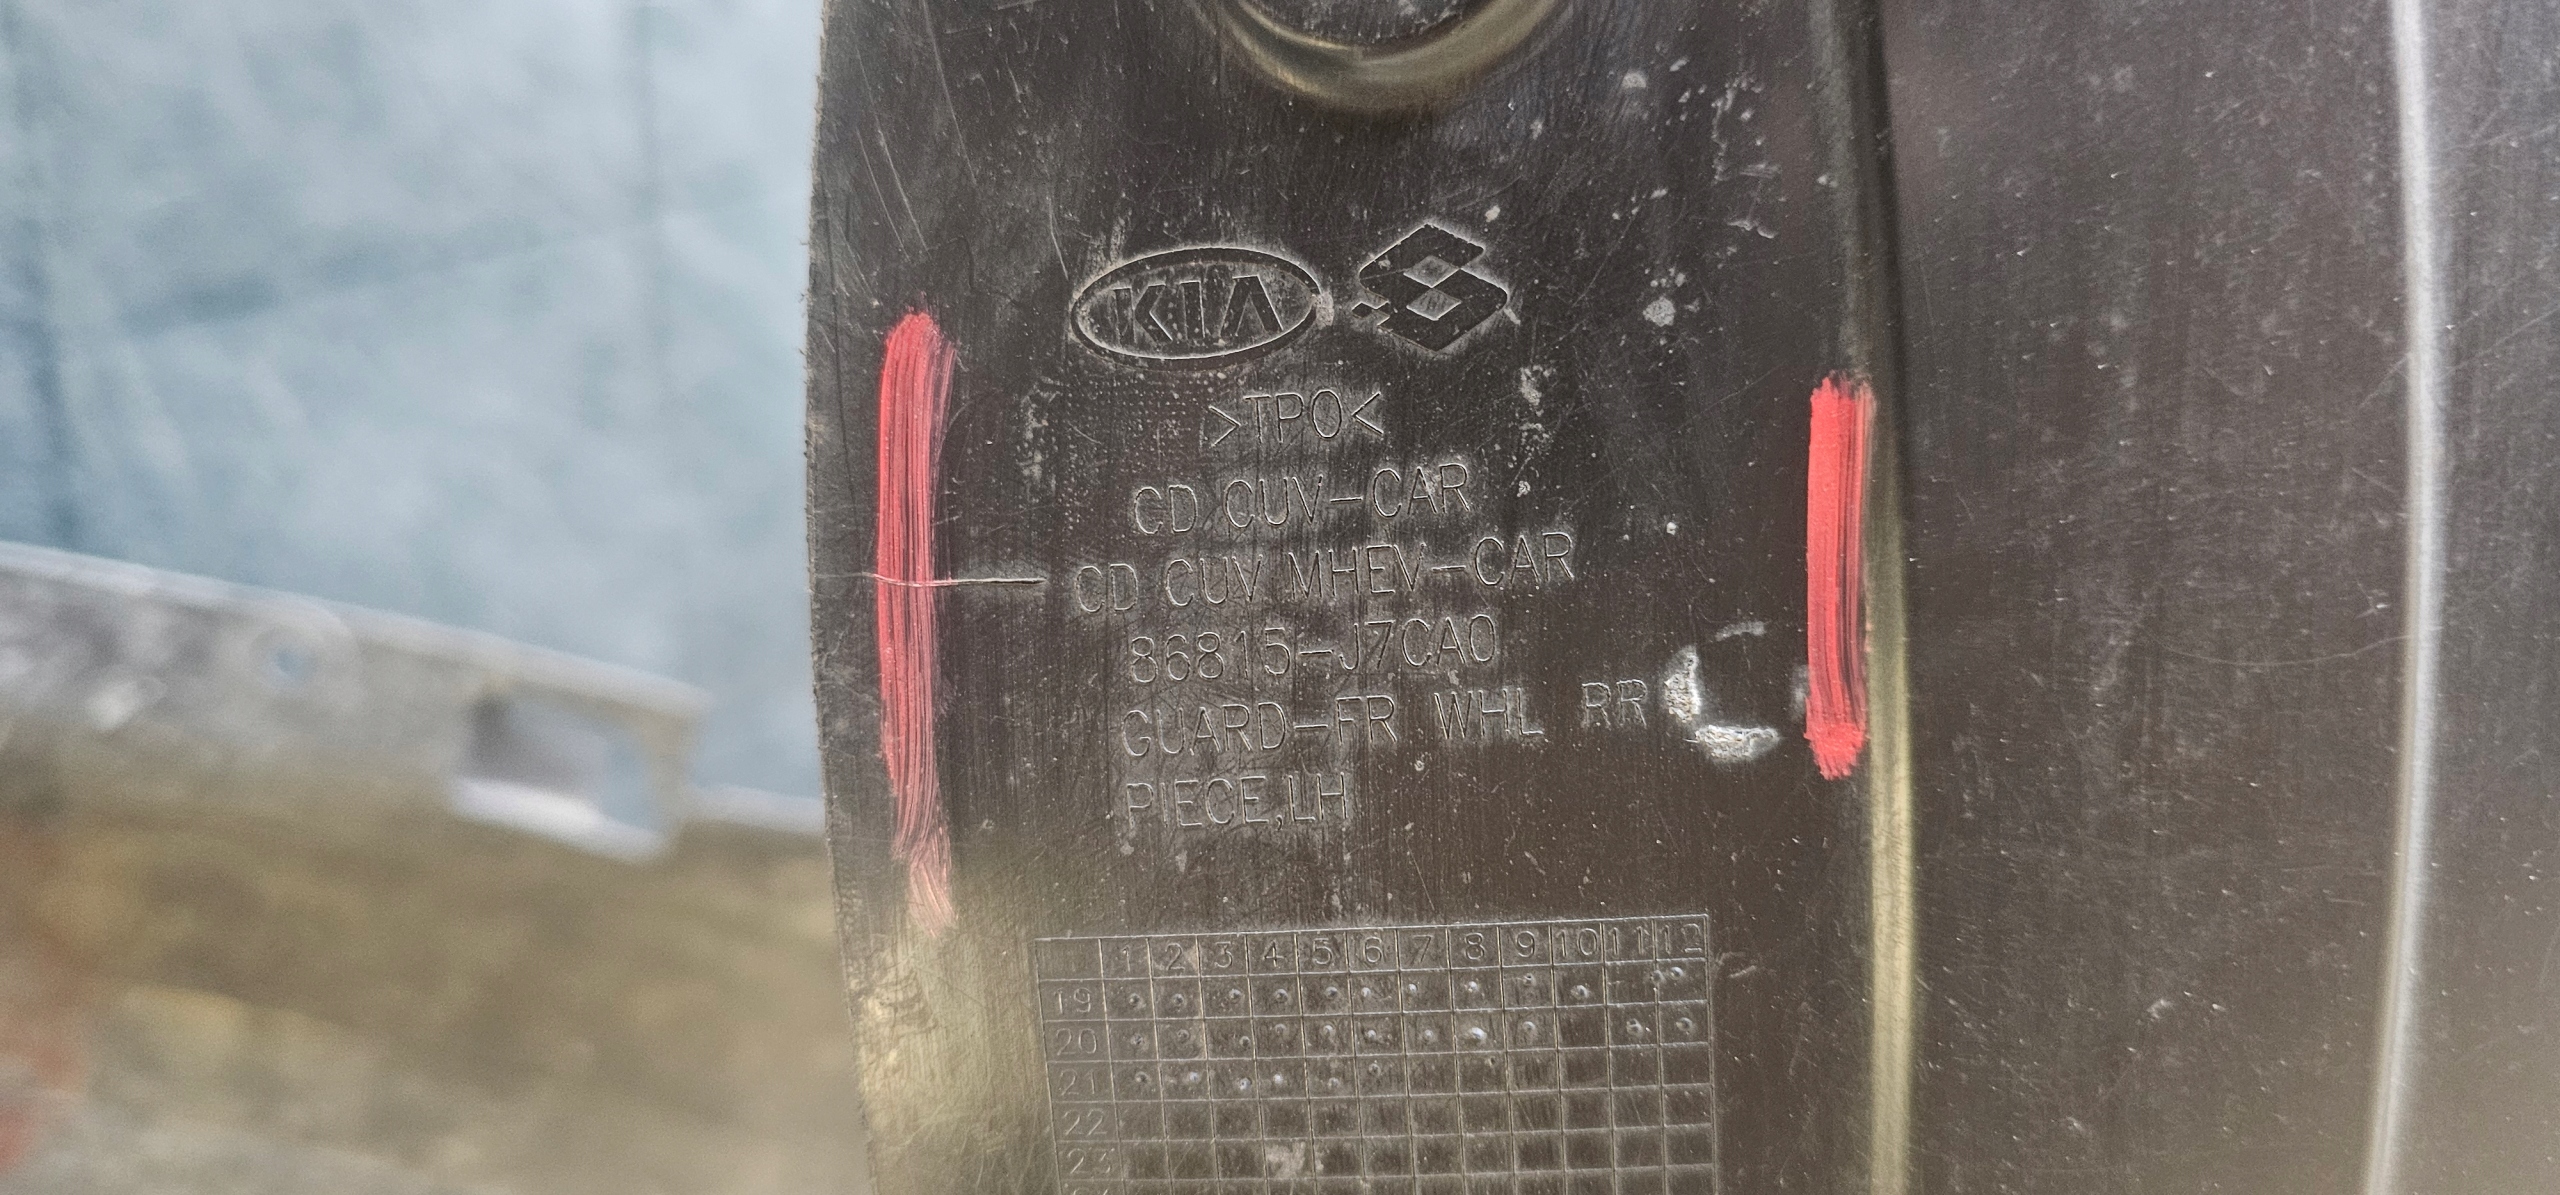 KIA
>TPO<
CD CUV-CAR
CD CUV MHEV-CAR
86815-J7CA0
GUARD-FR WHL RR
PIECE,LH
1 2 3 4 5 6 7 8 9 10 11 12
19
20
21
22
23